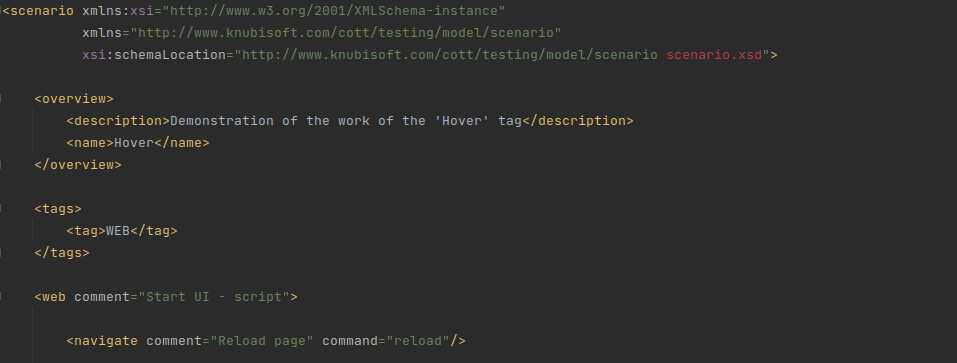 <scenario xmlns:xsi="http://www.w3.org/2001/XMLSchema-instance"
xmlns="http://www.knubisoft.com/cott/testing/model/scenario"
xsi:schemaLocation="http://www.knubisoft.com/cott/testing/model/scenario scenario.xsd">
<overview>
<description>Demonstration of the work of the 'Hover' tag</description>
<name>Hover</name>
</overview>
<tags>
<tag>WEB</tag>
</tags>
<web comment="Start UI - script">
<navigate comment="Reload page" command="reload"/>